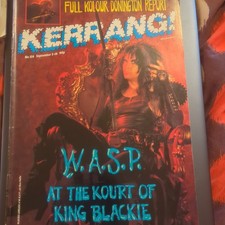 FULL KOLOUR DONINGTON REPORT
KERRANG!
W.A.S.P.
AT THE KOURT OF
KING BLACKIE